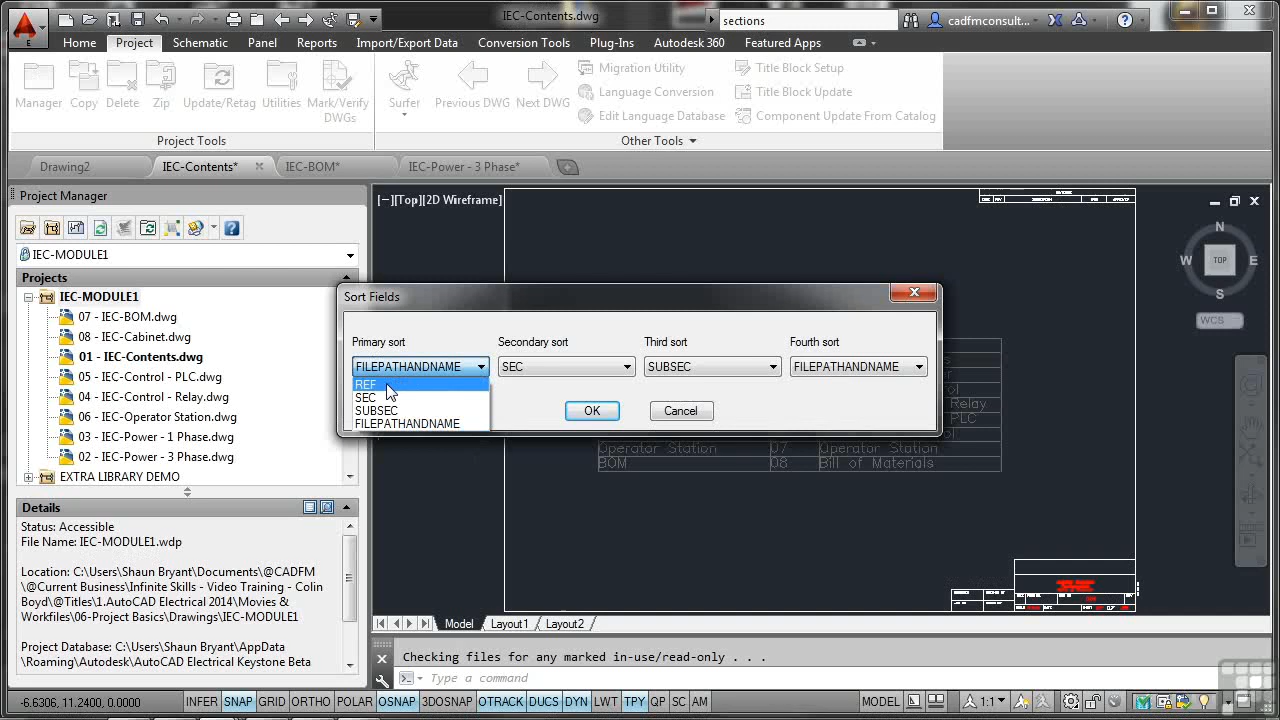 IEC-Contents.dwg
sections
cadfmconsult...
E
Home Project Schematic Panel Reports Import/Export Data Conversion Tools Plug-Ins Autodesk 360 Featured Apps
Manager Copy Delete Zip Update/Retag Utilities Mark/Verify DWGs
Surfer Previous DWG Next DWG
Migration Utility Title Block Setup
Language Conversion Title Block Update
Edit Language Database Component Update From Catalog
Project Tools Other Tools
Drawing2 IEC-Contents* IEC-BOM* IEC-Power - 3 Phase*
Project Manager
IEC-MODULE1
Projects
IEC-MODULE1
07 - IEC-BOM.dwg
08 - IEC-Cabinet.dwg
01 - IEC-Contents.dwg
05 - IEC-Control - PLC.dwg
04 - IEC-Control - Relay.dwg
06 - IEC-Operator Station.dwg
03 - IEC-Power - 1 Phase.dwg
02 - IEC-Power - 3 Phase.dwg
EXTRA LIBRARY DEMO
Details
Status: Accessible
File Name: IEC-MODULE1.wdp
Location: C:\Users\Shaun Bryant\Documents\@CADFM
\@Current Business\Infinite Skills - Video Training - Colin
Boyd\@Titles\1.AutoCAD Electrical 2014\Movies &
Workfiles\06-Project Basics\Drawings\IEC-MODULE1
Project Database: C:\Users\Shaun Bryant\AppData
\Roaming\Autodesk\AutoCAD Electrical Keystone Beta
[−][Top][2D Wireframe]
N
W TOP E
S
WCS
Sort Fields
Primary sort Secondary sort Third sort Fourth sort
FILEPATHANDNAME SEC SUBSEC FILEPATHANDNAME
REF
SEC
SUBSEC
FILEPATHANDNAME
OK Cancel
Relay
PLC
Operator Station 07 Operator Station
BOM 08 Bill of Materials
Model Layout1 Layout2
Checking files for any marked in-use/read-only . . .
Type a command
-6.6306, 11.2400, 0.0000 INFER SNAP GRID ORTHO POLAR OSNAP 3DOSNAP OTRACK DUCS DYN LWT TPY QP SC AM MODEL 1:1